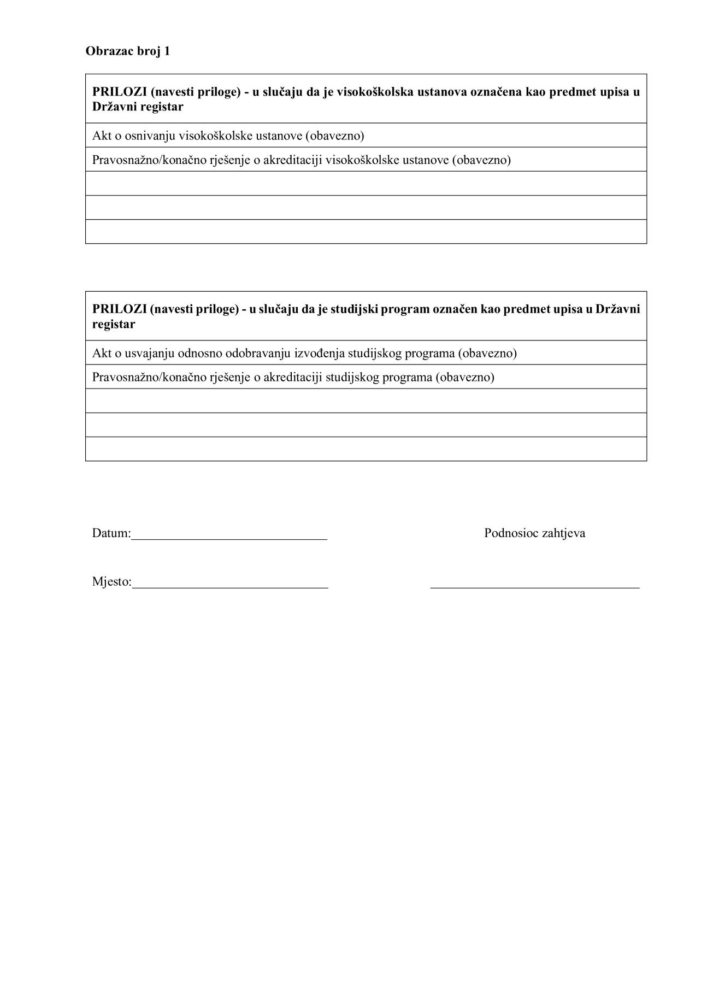 Obrazac broj 1
PRILOZI (navesti priloge) - u slučaju da je visokoškolska ustanova označena kao predmet upisa u
Državni registar
Akt o osnivanju visokoškolske ustanove (obavezno)
Pravosnažno/konačno rješenje o akreditaciji visokoškolske ustanove (obavezno)
PRILOZI (navesti priloge) - u slučaju da je studijski program označen kao predmet upisa u Državni
registar
Akt o usvajanju odnosno odobravanju izvođenja studijskog programa (obavezno)
Pravosnažno/konačno rješenje o akreditaciji studijskog programa (obavezno)
Datum:______________________________ Podnosioc zahtjeva
Mjesto:______________________________ ________________________________